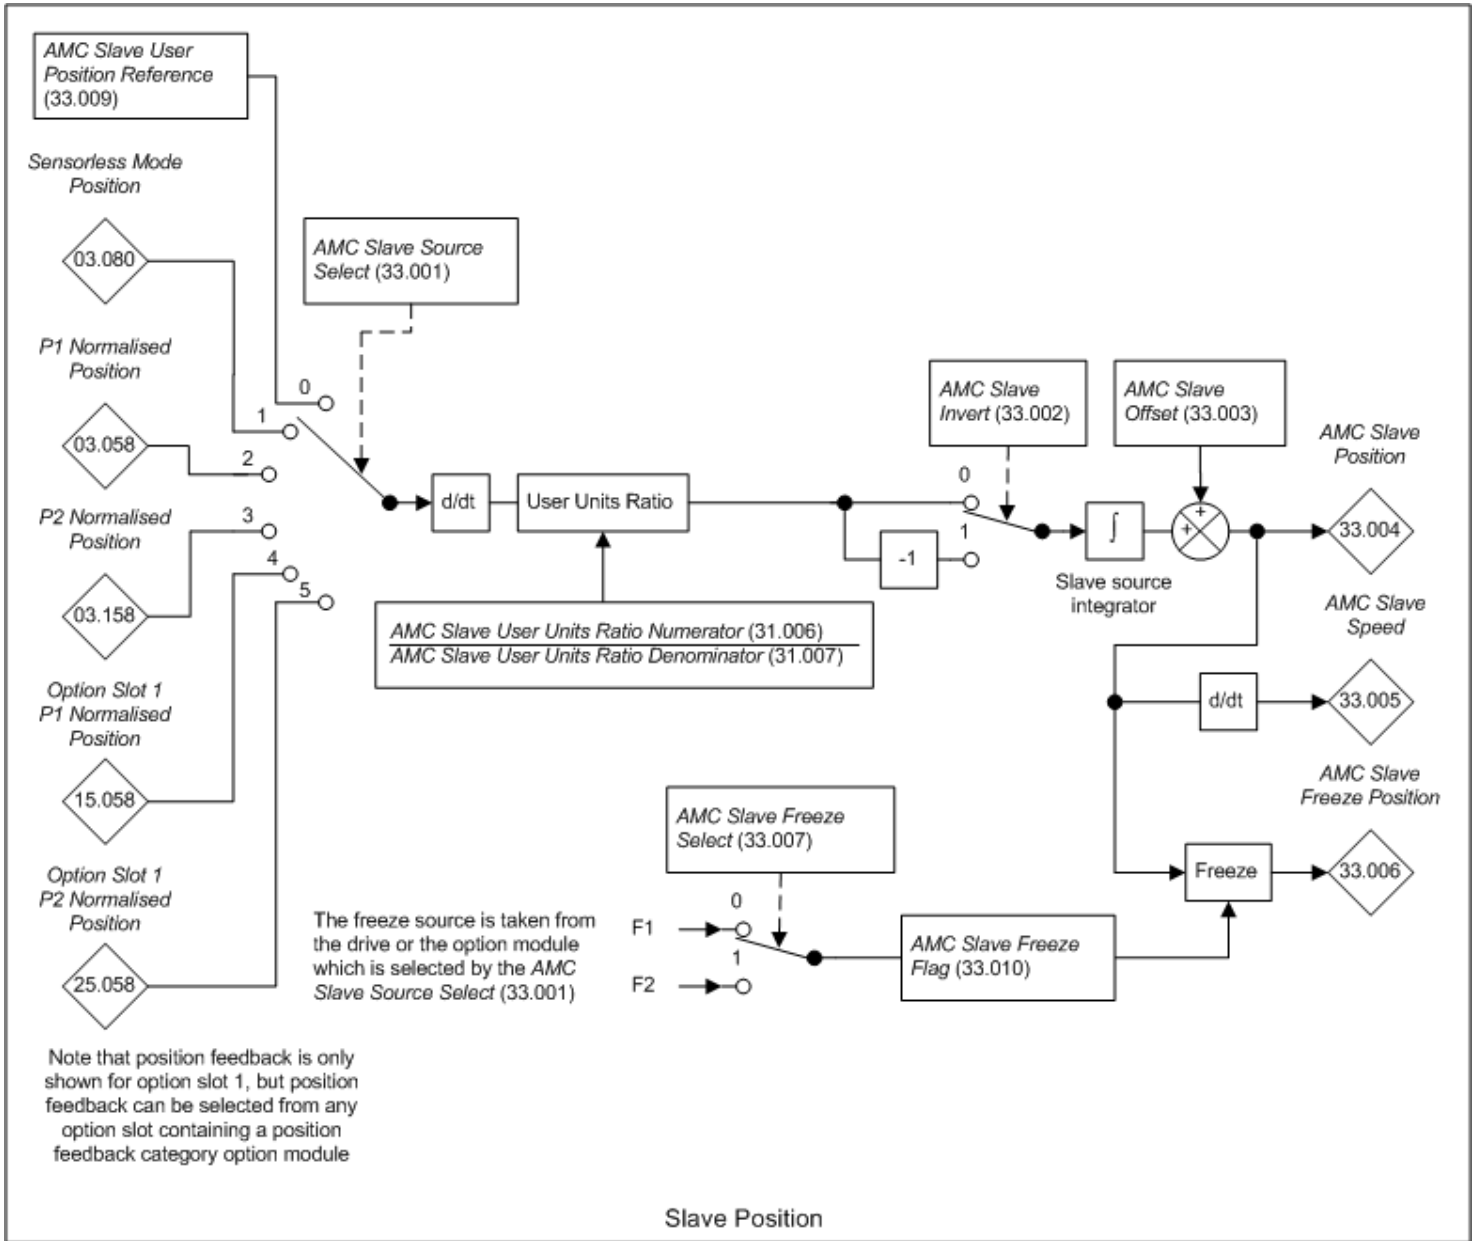 AMC Slave User
Position Reference
(33.009)
Sensorless Mode
Position
03.080
AMC Slave Source
Select (33.001)
P1 Normalised
Position
03.058
P2 Normalised
Position
03.158
Option Slot 1
P1 Normalised
Position
15.058
Option Slot 1
P2 Normalised
Position
25.058
0
1
2
3
4
5
d/dt
User Units Ratio
AMC Slave User Units Ratio Numerator (31.006)
AMC Slave User Units Ratio Denominator (31.007)
AMC Slave
Invert (33.002)
0
1
-1
∫
Slave source
integrator
AMC Slave
Offset (33.003)
+
+
AMC Slave
Position
33.004
AMC Slave
Speed
d/dt
33.005
AMC Slave
Freeze Position
Freeze
33.006
AMC Slave Freeze
Select (33.007)
The freeze source is taken from
the drive or the option module
which is selected by the AMC
Slave Source Select (33.001)
F1
F2
0
1
AMC Slave Freeze
Flag (33.010)
Note that position feedback is only
shown for option slot 1, but position
feedback can be selected from any
option slot containing a position
feedback category option module
Slave Position